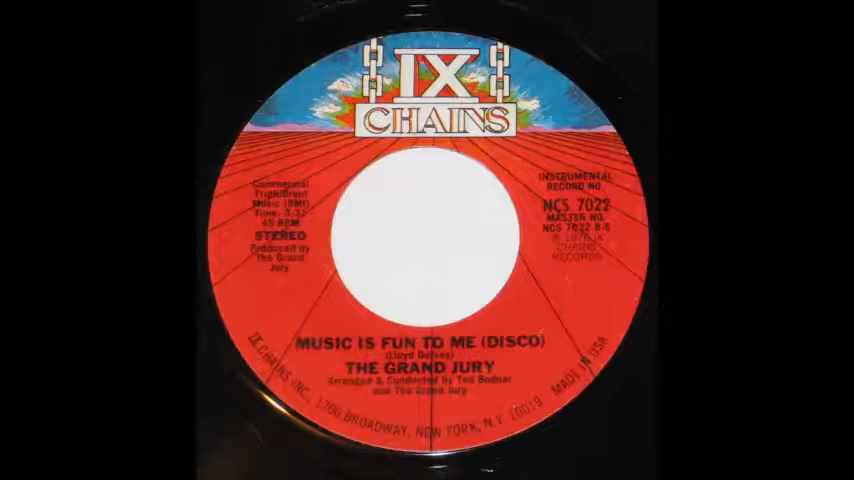 IX
CHAINS
Music (BMI)
Time: 3:32
45 RPM
STEREO
Produced by
The Grand
Jury
INSTRUMENTAL
RECORD NO.
NCS 7022
MASTER NO.
NCS 7022 B-S
CHAINS
RECORDS
MUSIC IS FUN TO ME (DISCO)
(Lloyd
THE GRAND JURY
Arranged & Conducted by Ted Bodnar
and The Grand Jury
IX CHAINS INC. 1700 BROADWAY, NEW YORK, N.Y. 10019 MADE IN USA